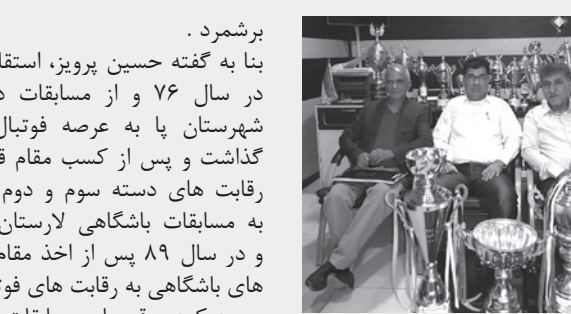 برشمرد .
بنا به گفته حسین پرویز، استقلا
در سال ۷۶ و از مسابقات د
شهرستان پا به عرصه فوتبال
گذاشت و پس از کسب مقام ق
رقابت های دسته سوم و دوم
به مسابقات باشگاهی لارستان
و در سال ۸۹ پس از اخذ مقام
های باشگاهی به رقابت های فوت